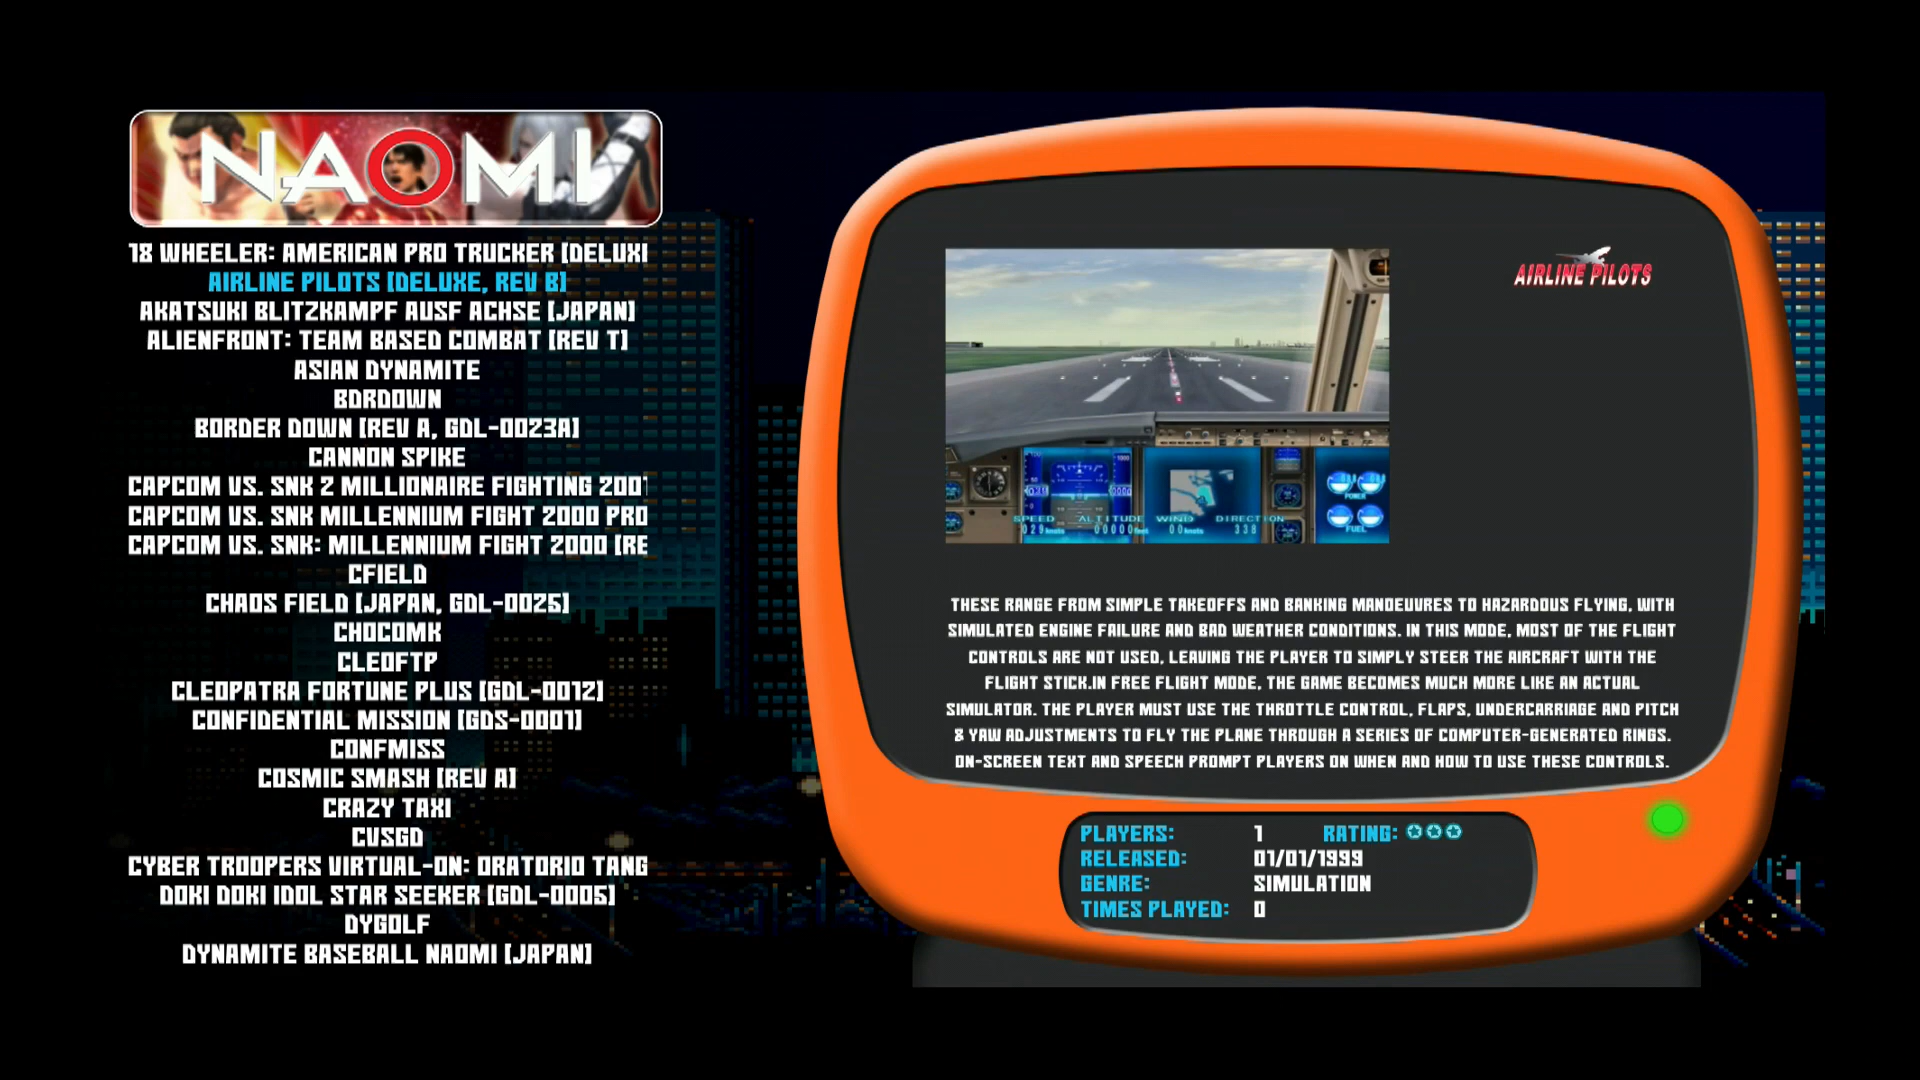 NAOMI
18 WHEELER: AMERICAN PRO TRUCKER [DELUXE
AIRLINE PILOTS [DELUXE, REV B]
AKATSUKI BLITZKAMPF AUSF ACHSE [JAPAN]
ALIENFRONT: TEAM BASED COMBAT [REV T]
ASIAN DYNAMITE
BDRDOWN
BORDER DOWN [REV A, GDL-0023A]
CANNON SPIKE
CAPCOM VS. SNK 2 MILLIONAIRE FIGHTING 2001
CAPCOM VS. SNK MILLENNIUM FIGHT 2000 PRO
CAPCOM VS. SNK: MILLENNIUM FIGHT 2000 [RE
CFIELD
CHAOS FIELD [JAPAN, GDL-0025]
CHOCOMK
CLEOFTP
CLEOPATRA FORTUNE PLUS [GDL-0012]
CONFIDENTIAL MISSION [GDS-0001]
CONFMISS
COSMIC SMASH [REV A]
CRAZY TAXI
CVSGD
CYBER TROOPERS VIRTUAL-ON: ORATORIO TANG
DOKI DOKI IDOL STAR SEEKER [GDL-0005]
DYGOLF
DYNAMITE BASEBALL NAOMI [JAPAN]
AIRLINE PILOTS
SPEED ALTITUDE WIND DIRECTION
029knots 00000feet 00knots 338
POWER
FUEL
THESE RANGE FROM SIMPLE TAKEOFFS AND BANKING MANOEUVRES TO HAZARDOUS FLYING, WITH
SIMULATED ENGINE FAILURE AND BAD WEATHER CONDITIONS. IN THIS MODE, MOST OF THE FLIGHT
CONTROLS ARE NOT USED, LEAVING THE PLAYER TO SIMPLY STEER THE AIRCRAFT WITH THE
FLIGHT STICK.IN FREE FLIGHT MODE, THE GAME BECOMES MUCH MORE LIKE AN ACTUAL
SIMULATOR. THE PLAYER MUST USE THE THROTTLE CONTROL, FLAPS, UNDERCARRIAGE AND PITCH
& YAW ADJUSTMENTS TO FLY THE PLANE THROUGH A SERIES OF COMPUTER-GENERATED RINGS.
ON-SCREEN TEXT AND SPEECH PROMPT PLAYERS ON WHEN AND HOW TO USE THESE CONTROLS.
PLAYERS: 1 RATING:
RELEASED: 01/01/1999
GENRE: SIMULATION
TIMES PLAYED: 0